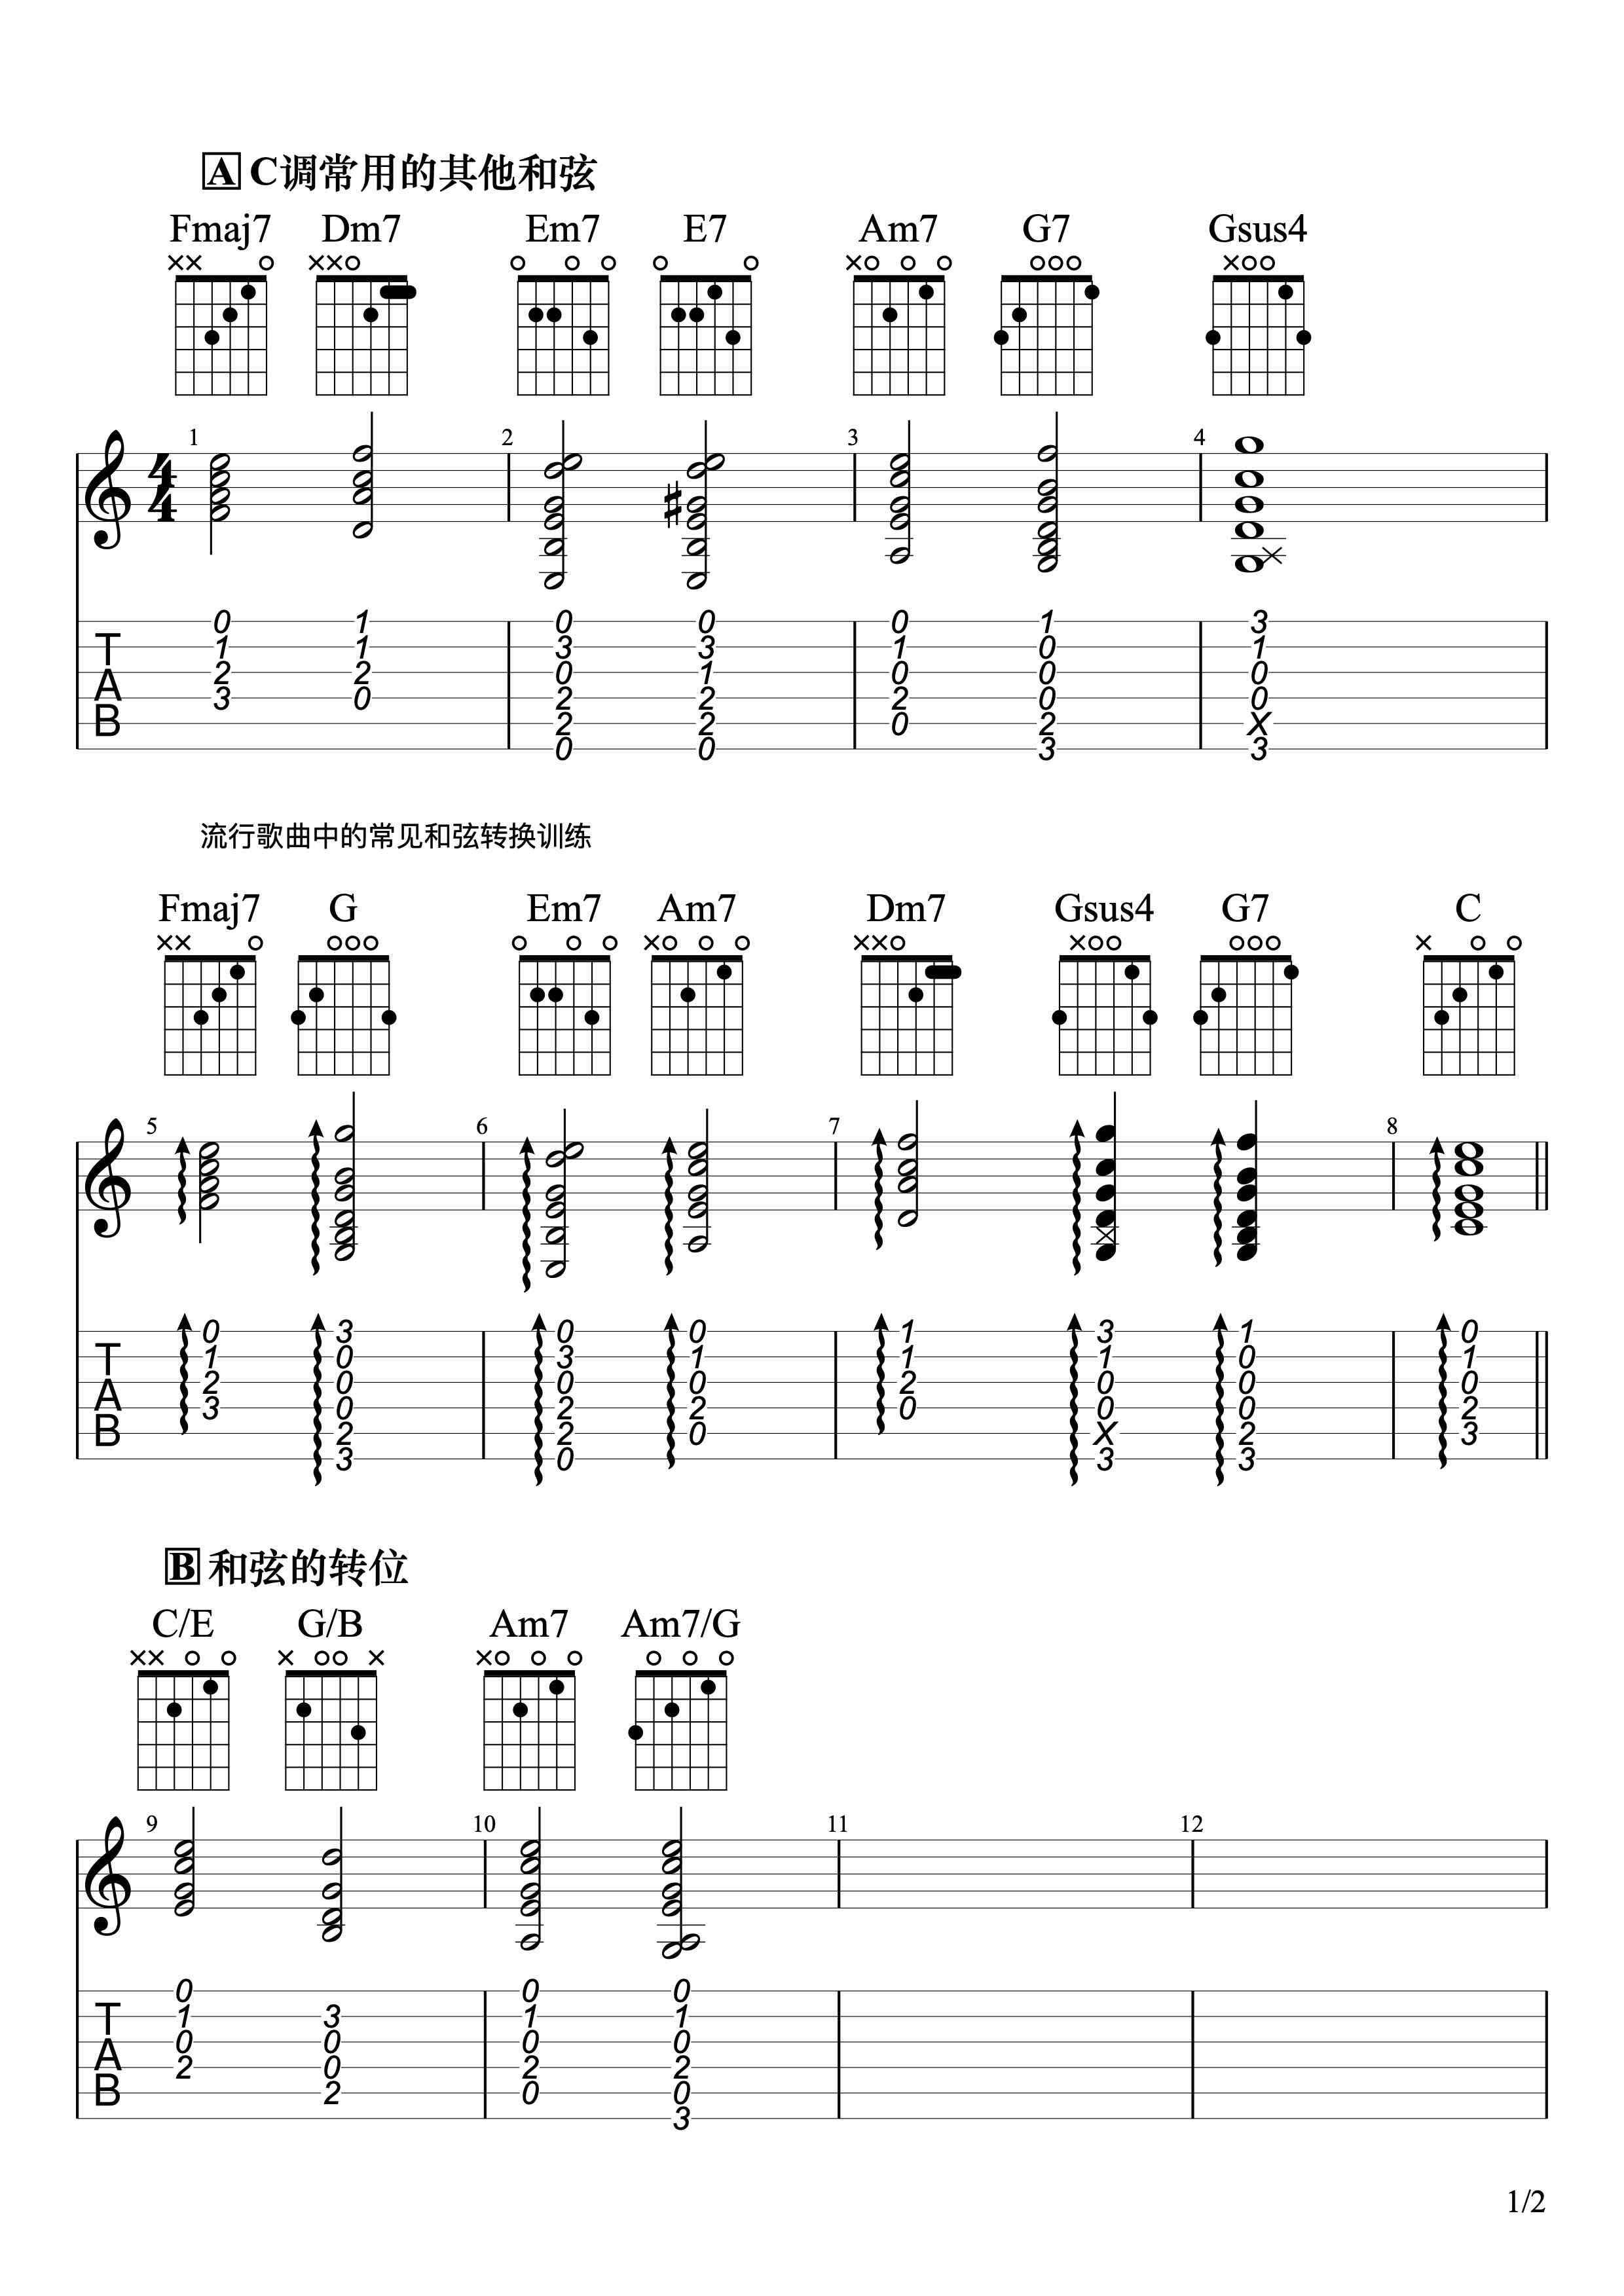 A C调常用的其他和弦
Fmaj7 Dm7 Em7 E7 Am7 G7 Gsus4
1 2 3 4
4
4
0 1 0 0 0 1 3
T 1 1 3 3 1 0 1
2 2 0 1 0 0 0
A 3 0 2 2 2 0 0
B 2 2 0 2 X
0 0 3 3
流行歌曲中的常见和弦转换训练
Fmaj7 G Em7 Am7 Dm7 Gsus4 G7 C
5 6 7 8
0 3 0 0 1 3 1 0
T 1 0 3 1 1 1 0 1
2 0 0 0 2 0 0 0
A 3 0 2 2 0 0 0 2
B 2 2 0 X 2 3
3 0 3 3
B 和弦的转位
C/E G/B Am7 Am7/G
9 10 11 12
0 0 0
T 1 3 1 1
0 0 0 0
A 2 0 2 2
B 2 0 0
3
1/2